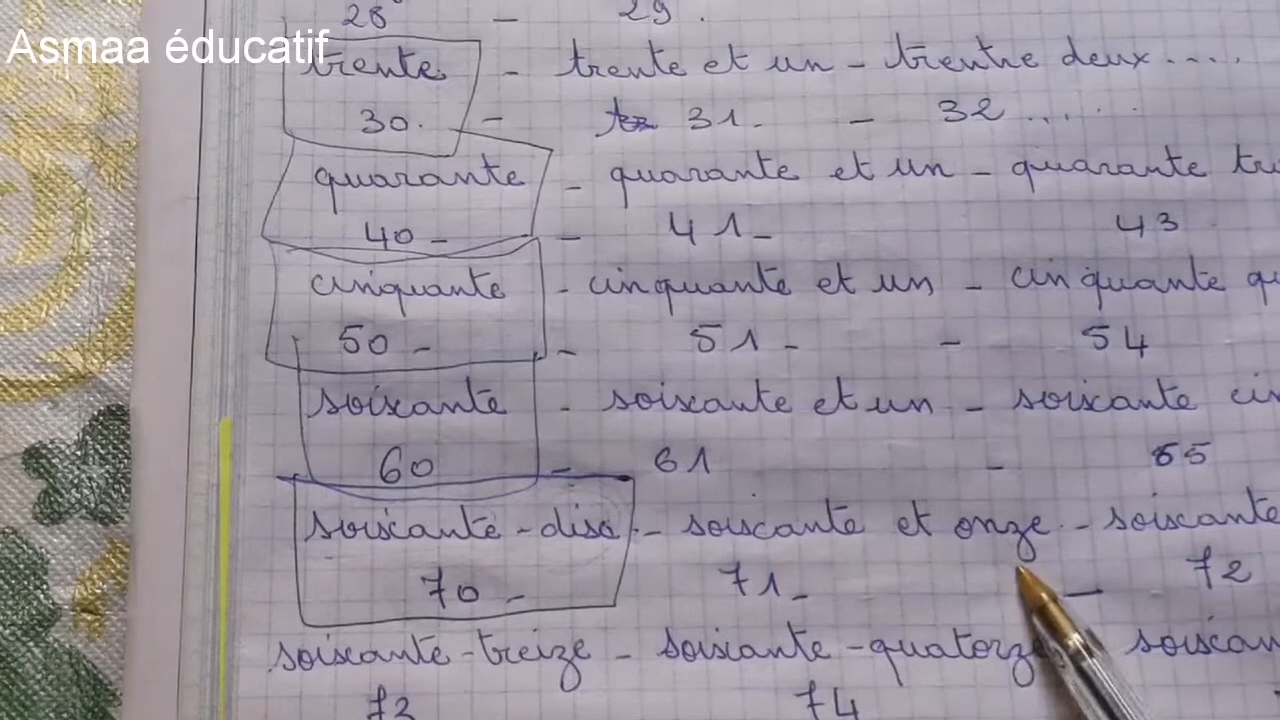 28 - 29.
Asmaa éducatif
trente - trente et un - trentre deux....
30. - 31. - 32.....
quarante - quarante et un - quarante
40 - - 41 - 43
cinquante - cinquante et un - cinquante
50 - - 51 - - 54
soixante - soixante et un - soixante
60 - 61 - 65
soixante-dix - soixante et onze - soixante
70 - 71 - - 72
soixante-treize - soixante-quatorze
73 74